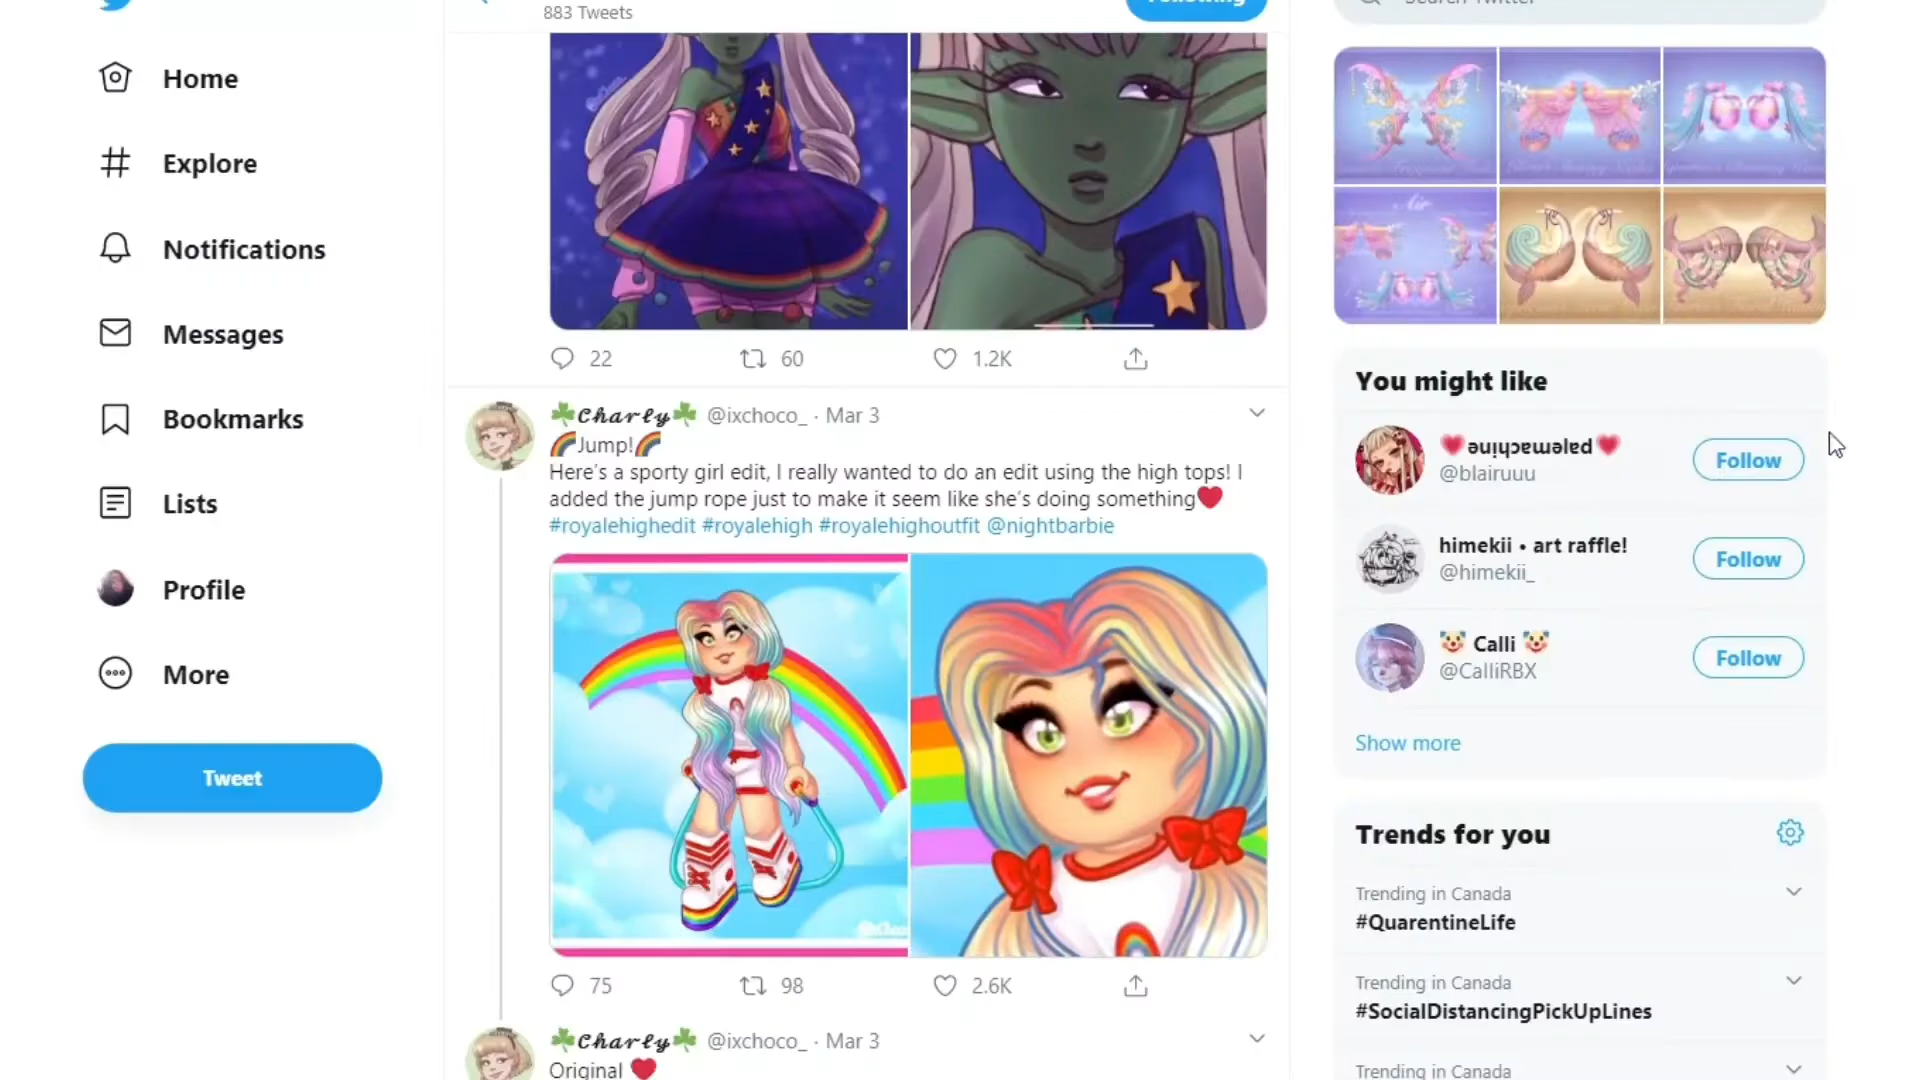 883 Tweets
Home
Explore
Notifications
Messages
Bookmarks
Lists
Profile
More
Tweet
22 60 1.2K
☘️𝓒𝓱𝓪𝓻𝓵𝔂☘️ @ixchoco_ · Mar 3
🌈Jump!🌈
Here's a sporty girl edit, I really wanted to do an edit using the high tops! I
added the jump rope just to make it seem like she's doing something❤️
#royalehighedit #royalehigh #royalehighoutfit @nightbarbie
75 98 2.6K
☘️𝓒𝓱𝓪𝓻𝓵𝔂☘️ @ixchoco_ · Mar 3
Original ❤️
Air
You might like
@blairuuu
Follow
himekii • art raffle!
@himekii_
Follow
🤡 Calli 🤡
@CalliRBX
Follow
Show more
Trends for you
Trending in Canada
#QuarentineLife
Trending in Canada
#SocialDistancingPickUpLines
Trending in Canada